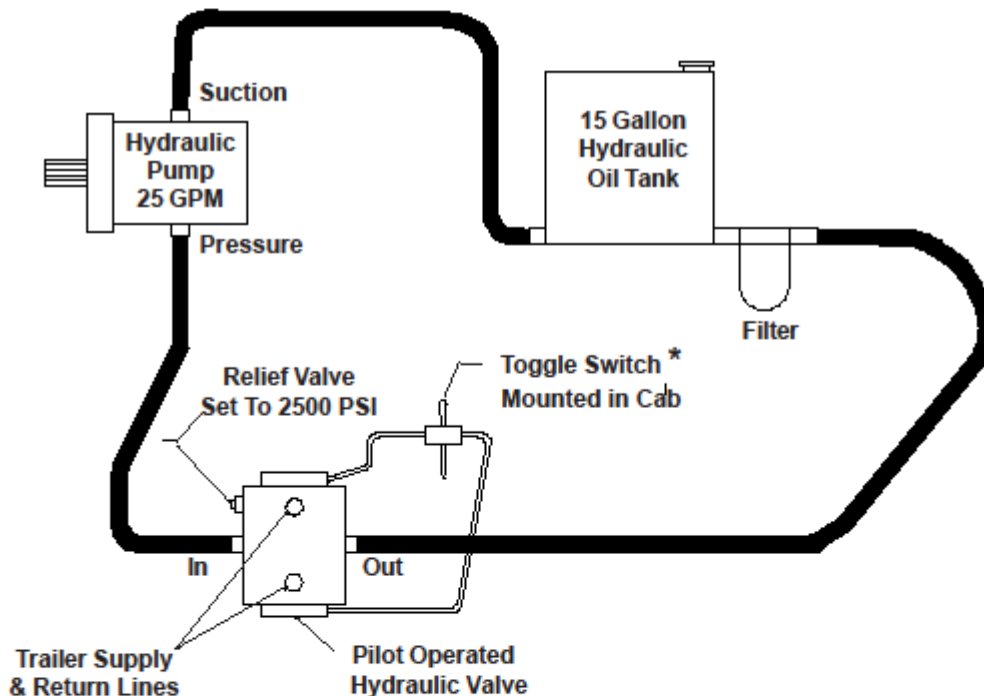 Suction
Hydraulic
Pump
25 GPM
Pressure
15 Gallon
Hydraulic
Oil Tank
Filter
Toggle Switch *
Mounted in Cab
Relief Valve
Set To 2500 PSI
In
Out
Trailer Supply
& Return Lines
Pilot Operated
Hydraulic Valve